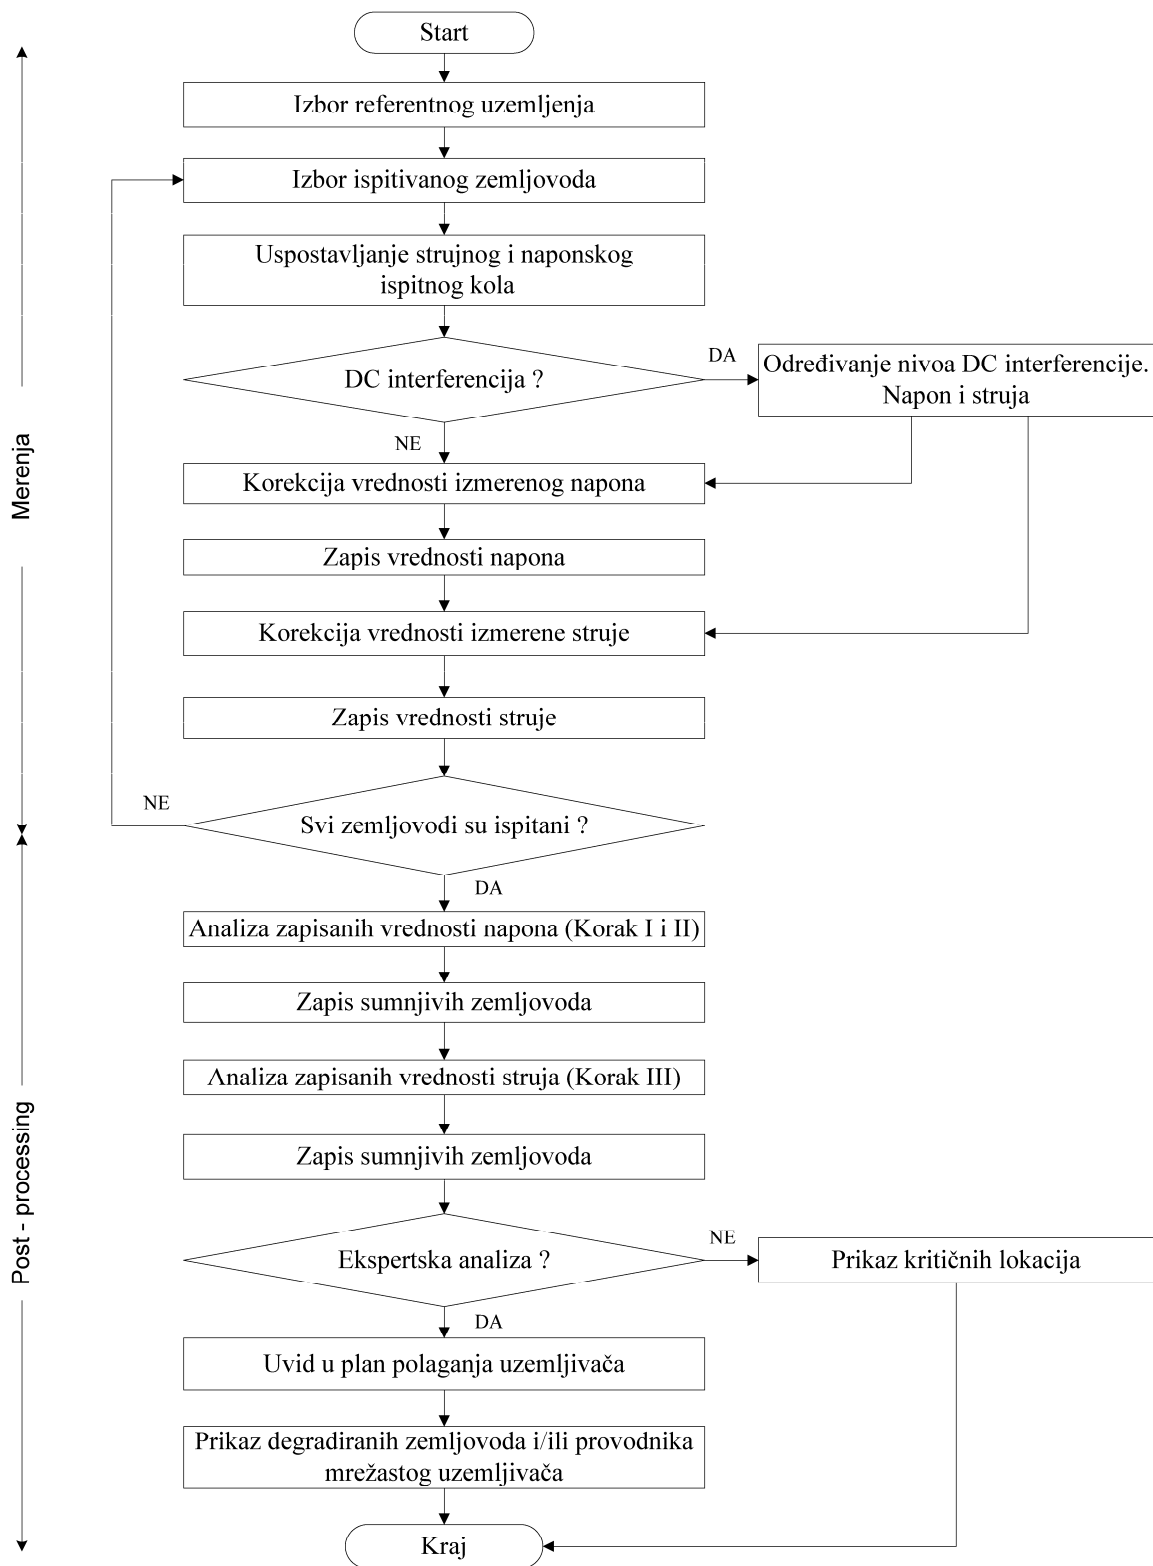 Start
Izbor referentnog uzemljenja
Izbor ispitivanog zemljovoda
Uspostavljanje strujnog i naponskog
ispitnog kola
DC interferencija ?
DA
Određivanje nivoa DC interferencije.
Napon i struja
NE
Korekcija vrednosti izmerenog napona
Zapis vrednosti napona
Korekcija vrednosti izmerene struje
Zapis vrednosti struje
Svi zemljovodi su ispitani ?
NE
DA
Merenja
Analiza zapisanih vrednosti napona (Korak I i II)
Zapis sumnjivih zemljovoda
Analiza zapisanih vrednosti struja (Korak III)
Zapis sumnjivih zemljovoda
Ekspertska analiza ?
NE
Prikaz kritičnih lokacija
DA
Uvid u plan polaganja uzemljivača
Prikaz degradiranih zemljovoda i/ili provodnika
mrežastog uzemljivača
Kraj
Post - processing